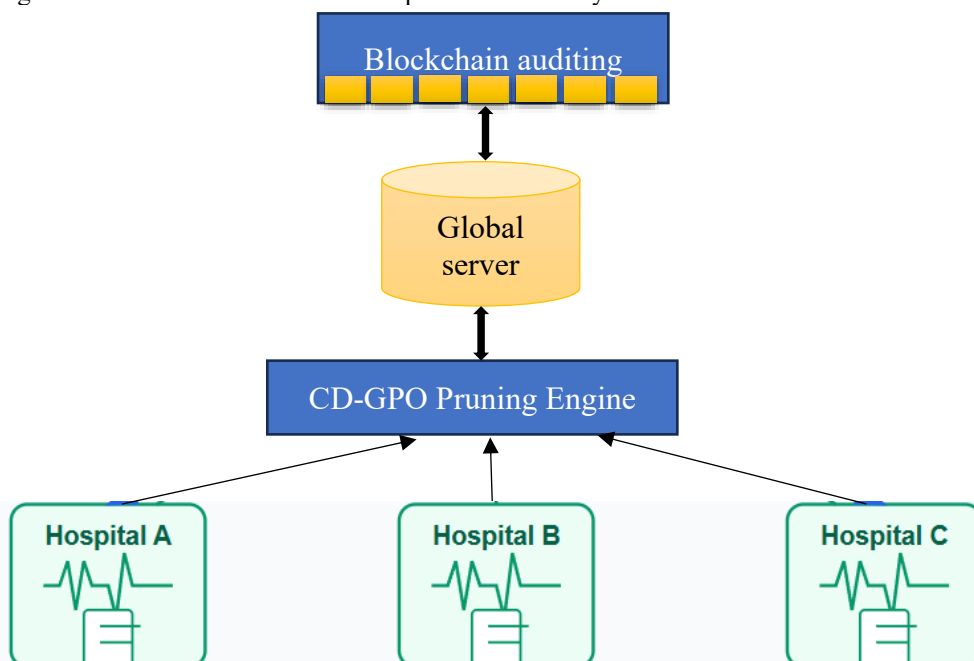 Blockchain auditing
Global
server
CD-GPO Pruning Engine
Hospital A
Hospital B
Hospital C